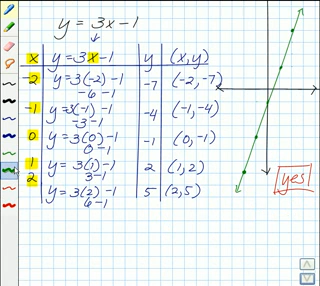 y = 3x-1
x y = 3x-1 y (x,y)
-2 y = 3(-2) -1 -7 (-2,-7)
-6 -1
-1 y = 3(-1) -1 -4 (-1,-4)
-3 -1
0 y = 3(0) -1 -1 (0,-1)
0 -1
1 y = 3(1) -1 2 (1,2)
3-1
2 y = 3(2) -1 5 (2,5)
6-1
yes!